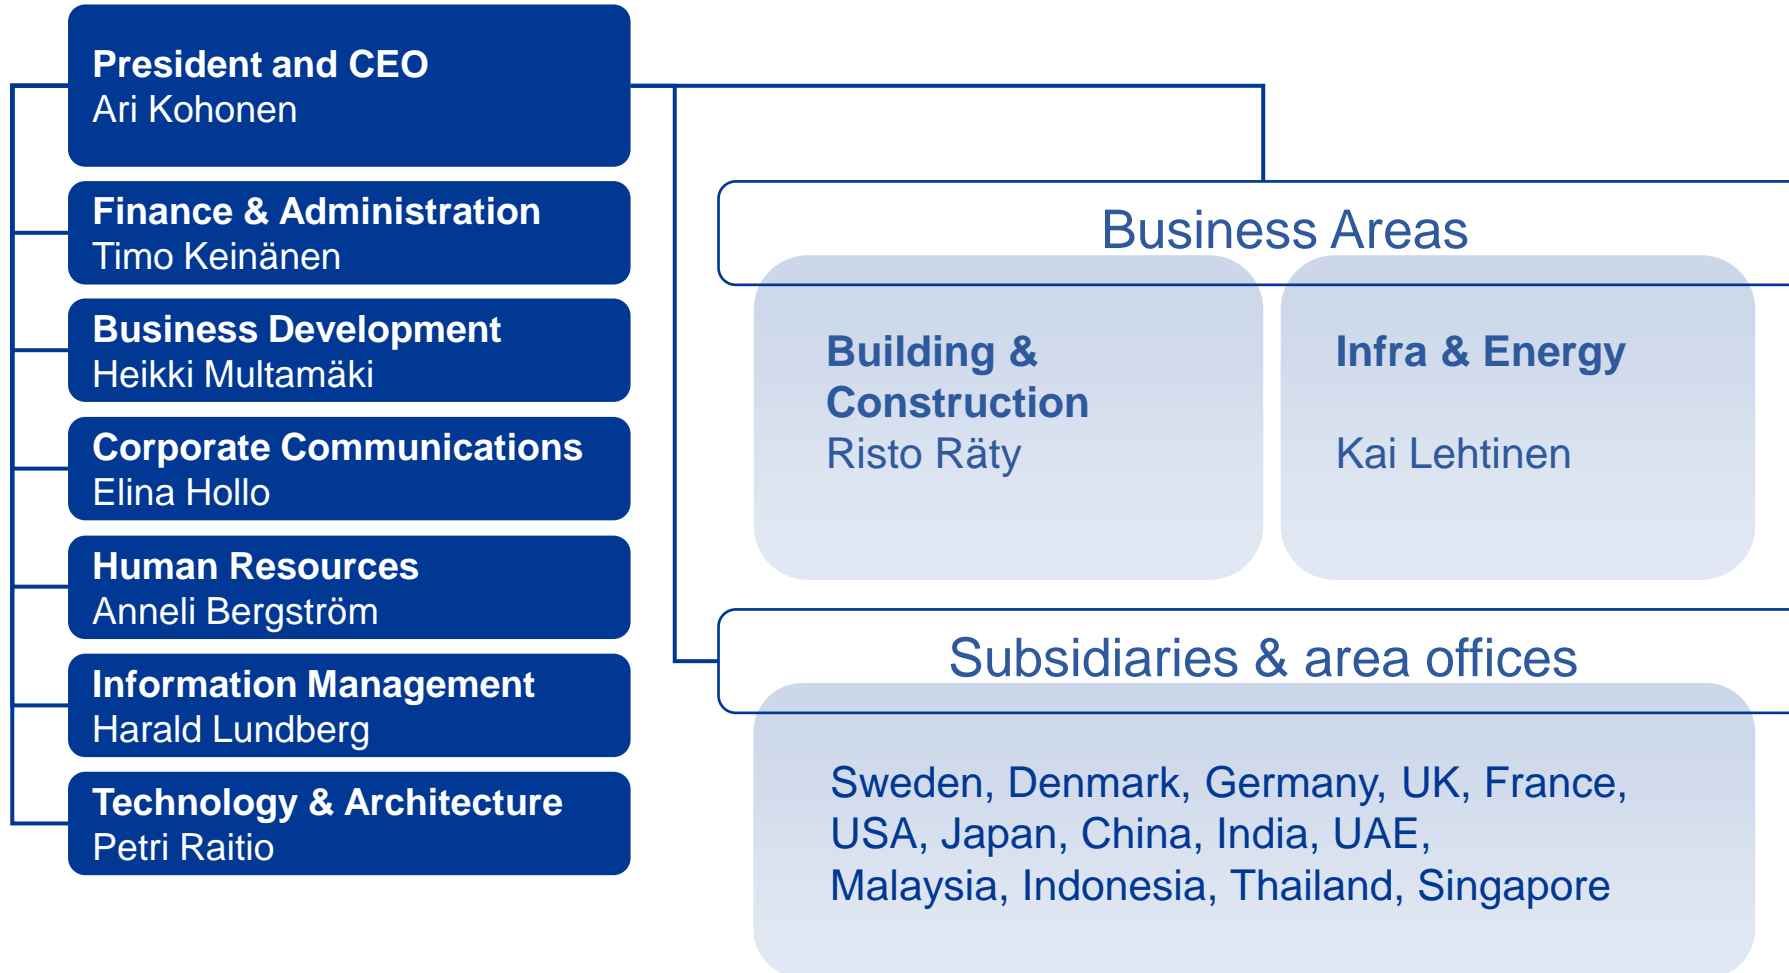 President and CEO
Ari Kohonen
Finance & Administration
Timo Keinänen
Business Development
Heikki Multamäki
Corporate Communications
Elina Hollo
Human Resources
Anneli Bergström
Information Management
Harald Lundberg
Technology & Architecture
Petri Raitio
Business Areas
Building &
Construction
Risto Räty
Infra & Energy
Kai Lehtinen
Subsidiaries & area offices
Sweden, Denmark, Germany, UK, France,
USA, Japan, China, India, UAE,
Malaysia, Indonesia, Thailand, Singapore